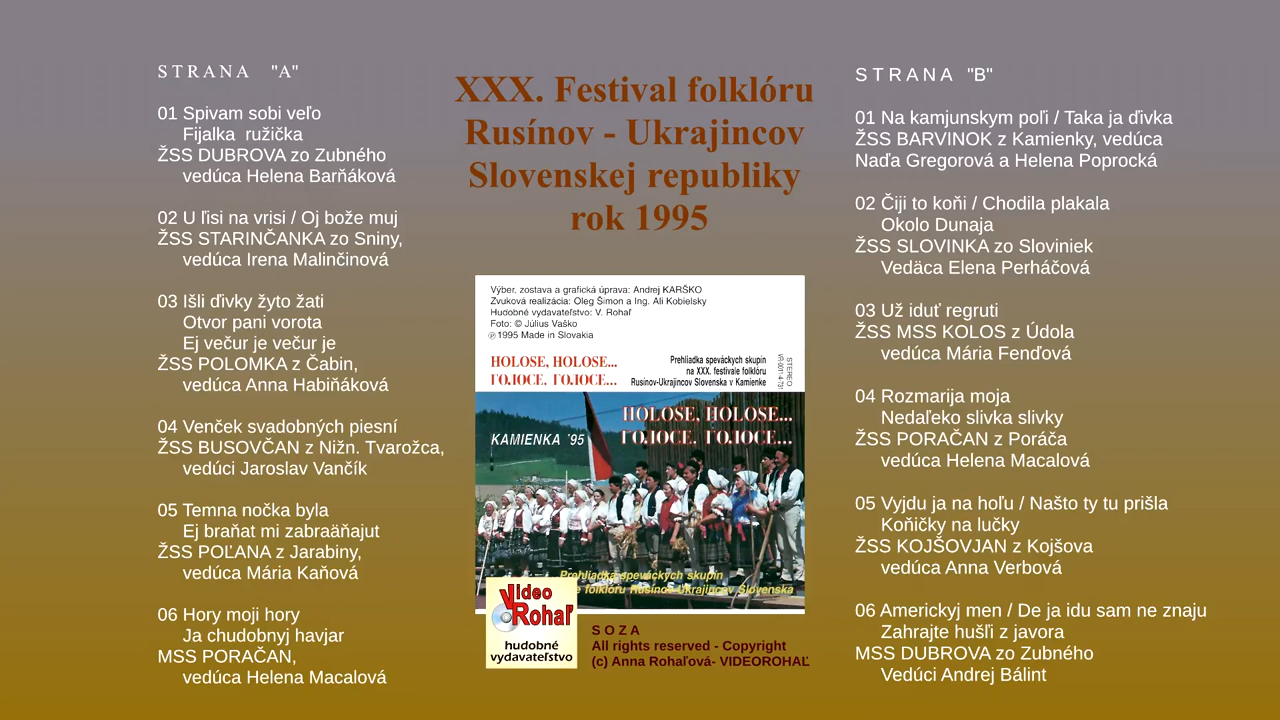 STRANA "A"
01 Spivam sobi veľo
Fijalka ružička
ŽSS DUBROVA zo Zubného
vedúca Helena Barňáková
02 U ľisi na vrisi / Oj bože muj
ŽSS STARINČANKA zo Sniny,
vedúca Irena Malinčinová
03 Išli ďivky žyto žati
Otvor pani vorota
Ej večur je večur je
ŽSS POLOMKA z Čabin,
vedúca Anna Habiňáková
04 Venček svadobných piesní
ŽSS BUSOVČAN z Nižn. Tvarožca,
vedúci Jaroslav Vančík
05 Temna nočka byla
Ej braňat mi zabraäňajut
ŽSS POĽANA z Jarabiny,
vedúca Mária Kaňová
06 Hory moji hory
Ja chudobnyj havjar
MSS PORAČAN,
vedúca Helena Macalová
XXX. Festival folklóru
Rusínov - Ukrajincov
Slovenskej republiky
rok 1995
Výber, zostava a grafická úprava: Andrej KARŠKO
Zvuková realizácia: Oleg Šimon a Ing. Ali Kobielsky
Hudobné vydavateľstvo: V. Rohaľ
Foto: © Július Vaško
℗ 1995 Made in Slovakia
HOLOSE, HOLOSE...
ГОЛОСЕ, ГОЛОСЕ...
Prehliadka speváckých skupín
na XXX. festivale folklóru
Rusínov-Ukrajincov Slovenska v Kamienke
STEREO
HOLOSE, HOLOSE...
ГОЛОСЕ, ГОЛОСЕ...
KAMIENKA '95
Prehliadka speváckych skupín
folklóru Rusínov-Ukrajincov Slovenska
Video
Rohaľ
hudobné
vydavateľstvo
SOZA
All rights reserved - Copyright
(c) Anna Rohaľová- VIDEOROHAĽ
STRANA "B"
01 Na kamjunskym poľi / Taka ja ďivka
ŽSS BARVINOK z Kamienky, vedúca
Naďa Gregorová a Helena Poprocká
02 Čiji to koňi / Chodila plakala
Okolo Dunaja
ŽSS SLOVINKA zo Sloviniek
Vedäca Elena Perháčová
03 Už iduť regruti
ŽSS MSS KOLOS z Údola
vedúca Mária Fenďová
04 Rozmarija moja
Nedaľeko slivka slivky
ŽSS PORAČAN z Poráča
vedúca Helena Macalová
05 Vyjdu ja na hoľu / Našto ty tu prišla
Koňičky na lučky
ŽSS KOJŠOVJAN z Kojšova
vedúca Anna Verbová
06 Americkyj men / De ja idu sam ne znaju
Zahrajte hušľi z javora
MSS DUBROVA zo Zubného
Vedúci Andrej Bálint